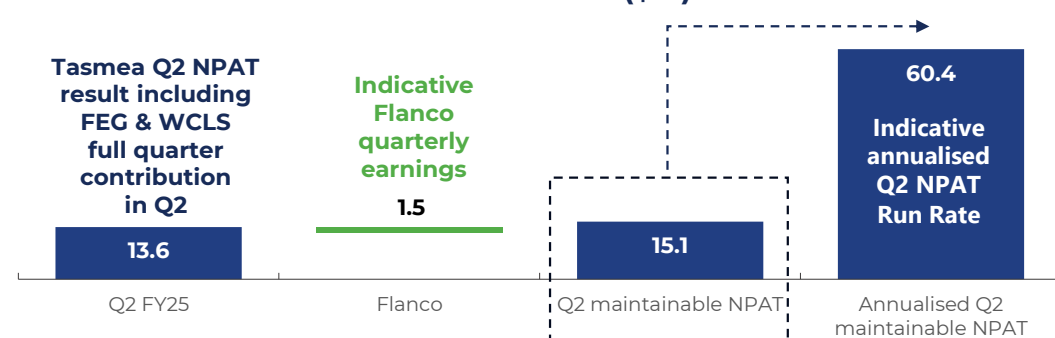 Tasmea Q2 NPAT
result including
FEG & WCLS
full quarter
contribution
in Q2
13.6
Indicative
Flanco
quarterly
earnings
1.5
15.1
60.4
Indicative
annualised
Q2 NPAT
Run Rate
Q2 FY25
Flanco
Q2 maintainable NPAT
Annualised Q2
maintainable NPAT